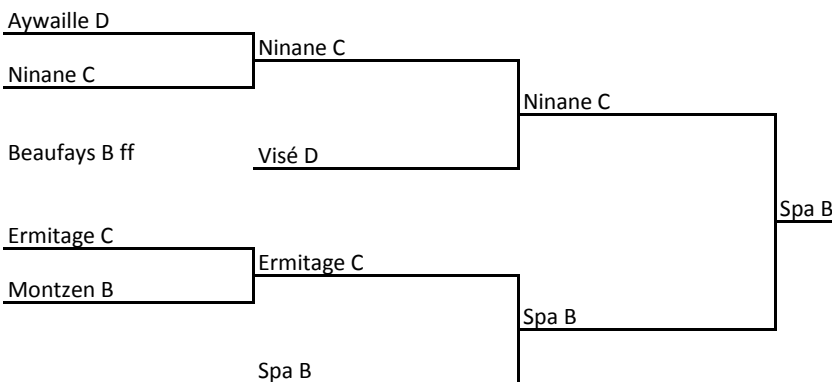 Aywaille D
Ninane C
Ninane C
Ninane C
Beaufays B ff
Visé D
Spa B
Ermitage C
Ermitage C
Montzen B
Spa B
Spa B